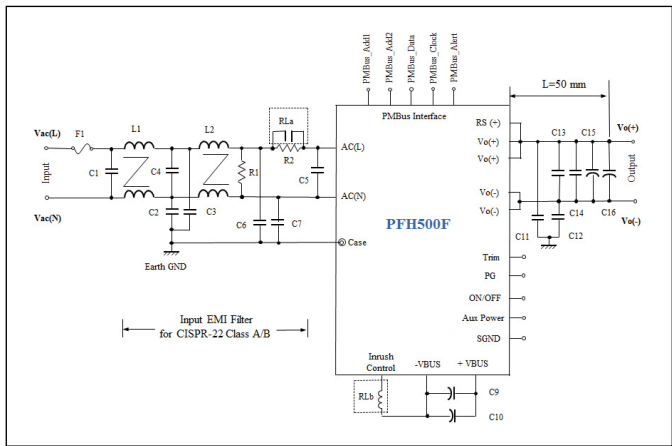 PMBus_Add1
PMBus_Add2
PMBus_Data
PMBus_Clock
PMBus_Alert
L=50 mm
PMBus Interface
RLa
RS (+)
Vac(L)
F1
L1
L2
R2
AC(L)
Vo(+)
C13
C15
Vo(+)
Vo(+)
Input
C1
C4
R1
C5
Output
AC(N)
Vo(-)
Vac(N)
C2
C3
C6
C7
PFH500F
Vo(-)
C11
C14
C12
C16
Vo(-)
Case
Earth GND
Trim
PG
ON/OFF
Aux Power
SGND
Input EMI Filter
for CISPR-22 Class A/B
Inrush
Control
-VBUS
+ VBUS
RLb
C9
C10